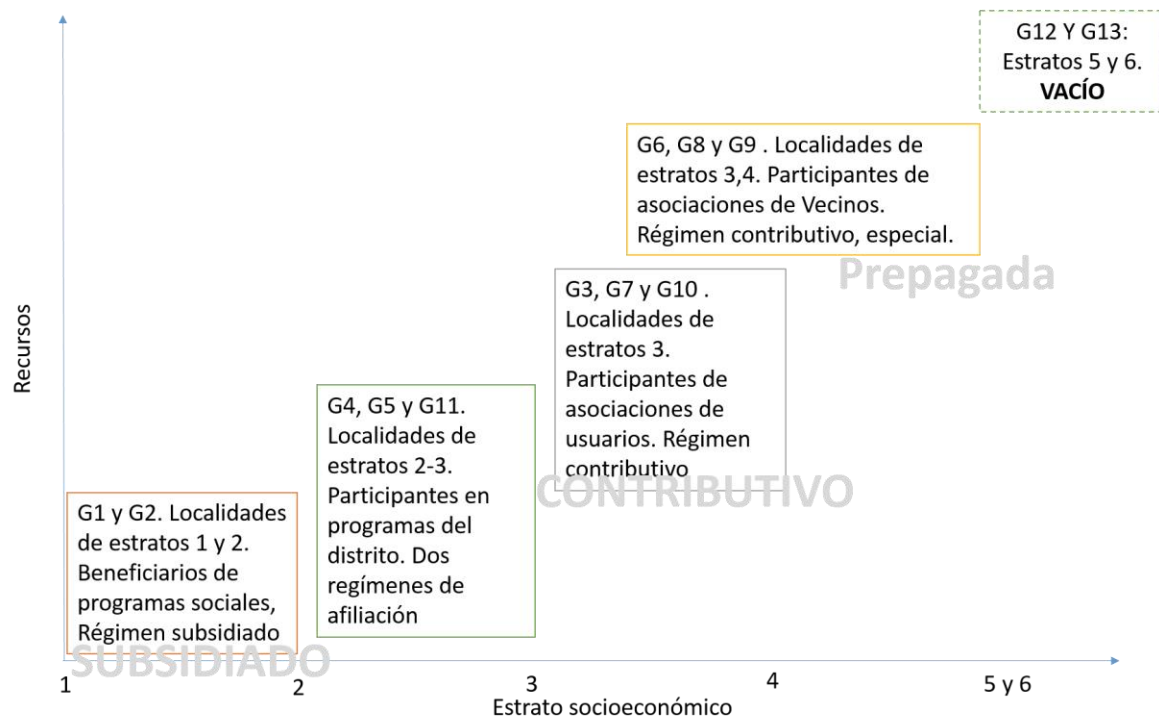 G12 Y G13:
Estratos 5 y 6.
VACÍO
G6, G8 y G9 . Localidades de
estratos 3,4. Participantes de
asociaciones de Vecinos.
Régimen contributivo, especial.
Prepagada
G3, G7 y G10 .
Localidades de
estratos 3.
Participantes de
asociaciones de
usuarios. Régimen
contributivo
CONTRIBUTIVO
Recursos
G4, G5 y G11.
Localidades de
estratos 2-3.
Participantes en
programas del
distrito. Dos
regímenes de
afiliación
G1 y G2. Localidades
de estratos 1 y 2.
Beneficiarios de
programas sociales,
Régimen subsidiado
SUBSIDIADO
1 2 3 4 5 y 6
Estrato socioeconómico